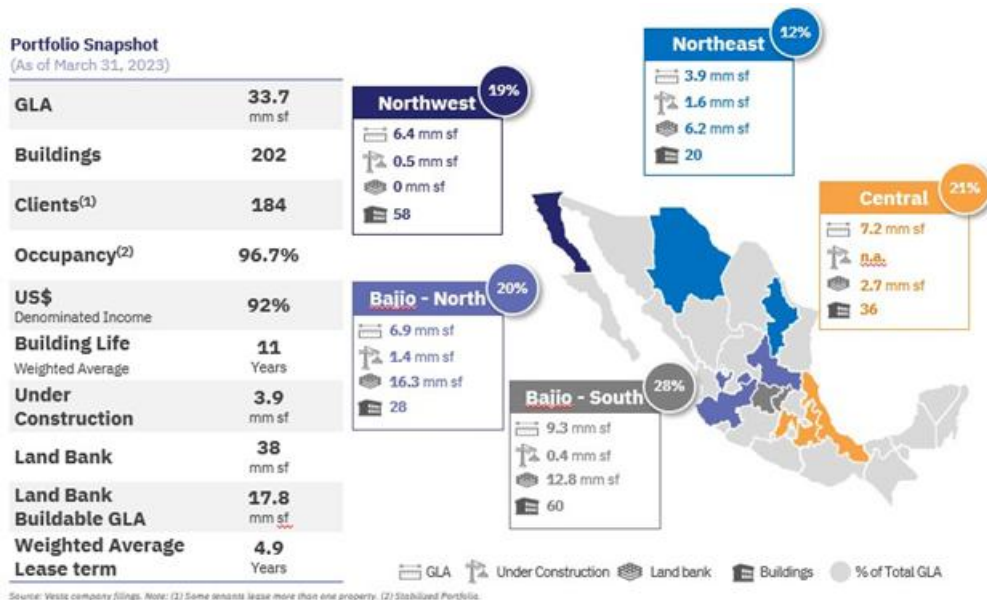 Portfolio Snapshot
(As of March 31, 2023)
GLA 33.7 mm sf
Buildings 202
Clients(1) 184
Occupancy(2) 96.7%
US$ Denominated Income 92%
Building Life Weighted Average 11 Years
Under Construction 3.9 mm sf
Land Bank 38 mm sf
Land Bank Buildable GLA 17.8 mm sf
Weighted Average Lease term 4.9 Years
Northwest 19%
6.4 mm sf
0.5 mm sf
0 mm sf
58
Northeast 12%
3.9 mm sf
1.6 mm sf
6.2 mm sf
20
Central 21%
7.2 mm sf
n.a.
2.7 mm sf
36
Bajio - North 20%
6.9 mm sf
1.4 mm sf
16.3 mm sf
28
Bajio - South 28%
9.3 mm sf
0.4 mm sf
12.8 mm sf
60
GLA Under Construction Land bank Buildings % of Total GLA
Source: Vesta company filings. Note: (1) Some tenants lease more than one property. (2) Stabilized Portfolio.